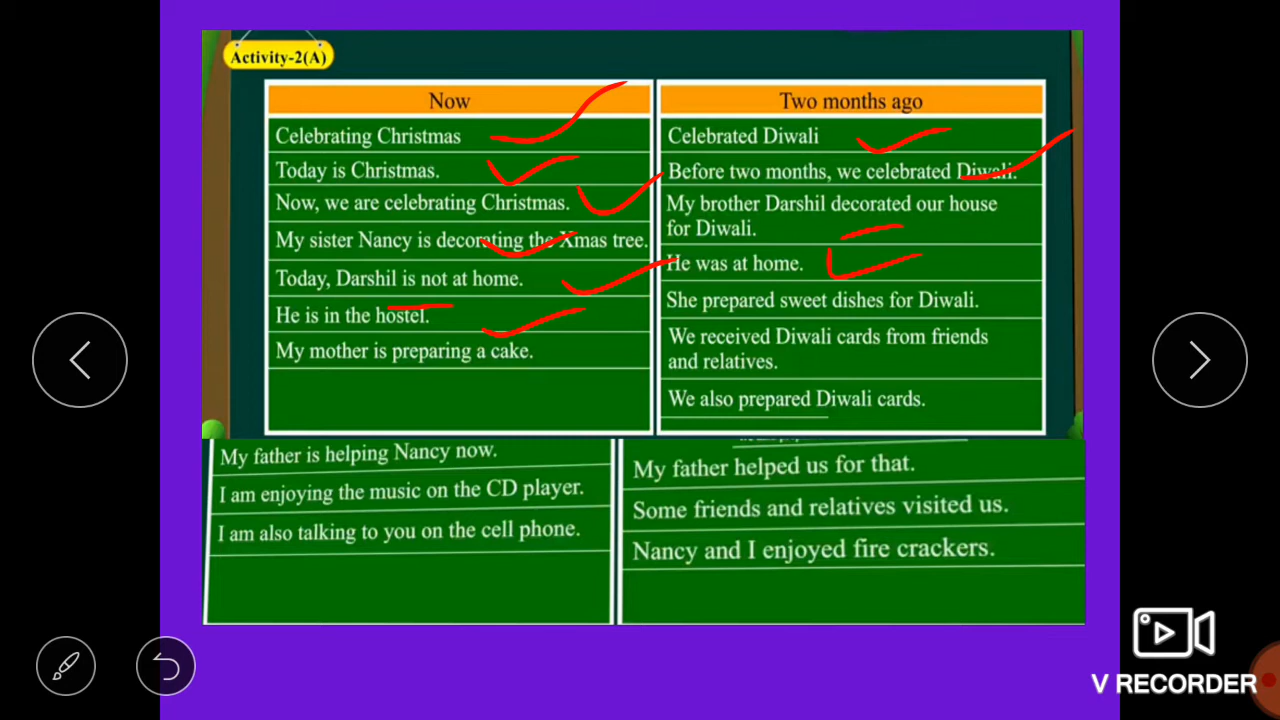 Activity-2(A)
Now
Celebrating Christmas
Today is Christmas.
Now, we are celebrating Christmas.
My sister Nancy is decorating the Xmas tree.
Today, Darshil is not at home.
He is in the hostel.
My mother is preparing a cake.
Two months ago
Celebrated Diwali
Before two months, we celebrated Diwali.
My brother Darshil decorated our house
for Diwali.
He was at home.
She prepared sweet dishes for Diwali.
We received Diwali cards from friends
and relatives.
We also prepared Diwali cards.
My father is helping Nancy now.
I am enjoying the music on the CD player.
I am also talking to you on the cell phone.
My father helped us for that.
Some friends and relatives visited us.
Nancy and I enjoyed fire crackers.
V RECORDER